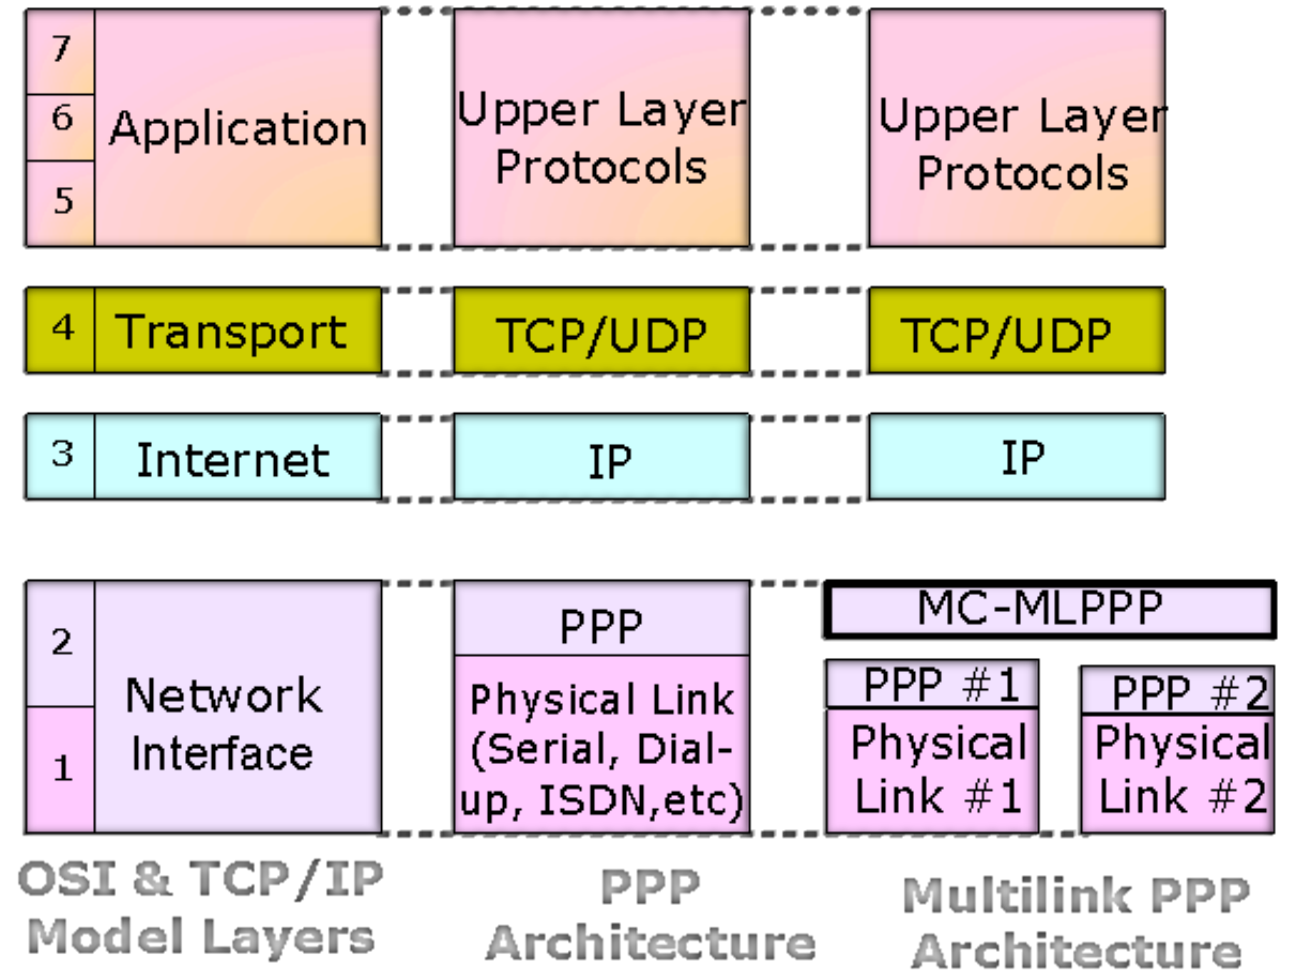 7
6
5
Application
Upper Layer
Protocols
Upper Layer
Protocols
4
Transport
TCP/UDP
TCP/UDP
3
Internet
IP
IP
2
1
Network
Interface
PPP
Physical Link
(Serial, Dial-
up, ISDN,etc)
MC-MLPPP
PPP #1
Physical
Link #1
PPP #2
Physical
Link #2
OSI & TCP/IP
Model Layers
PPP
Architecture
Multilink PPP
Architecture